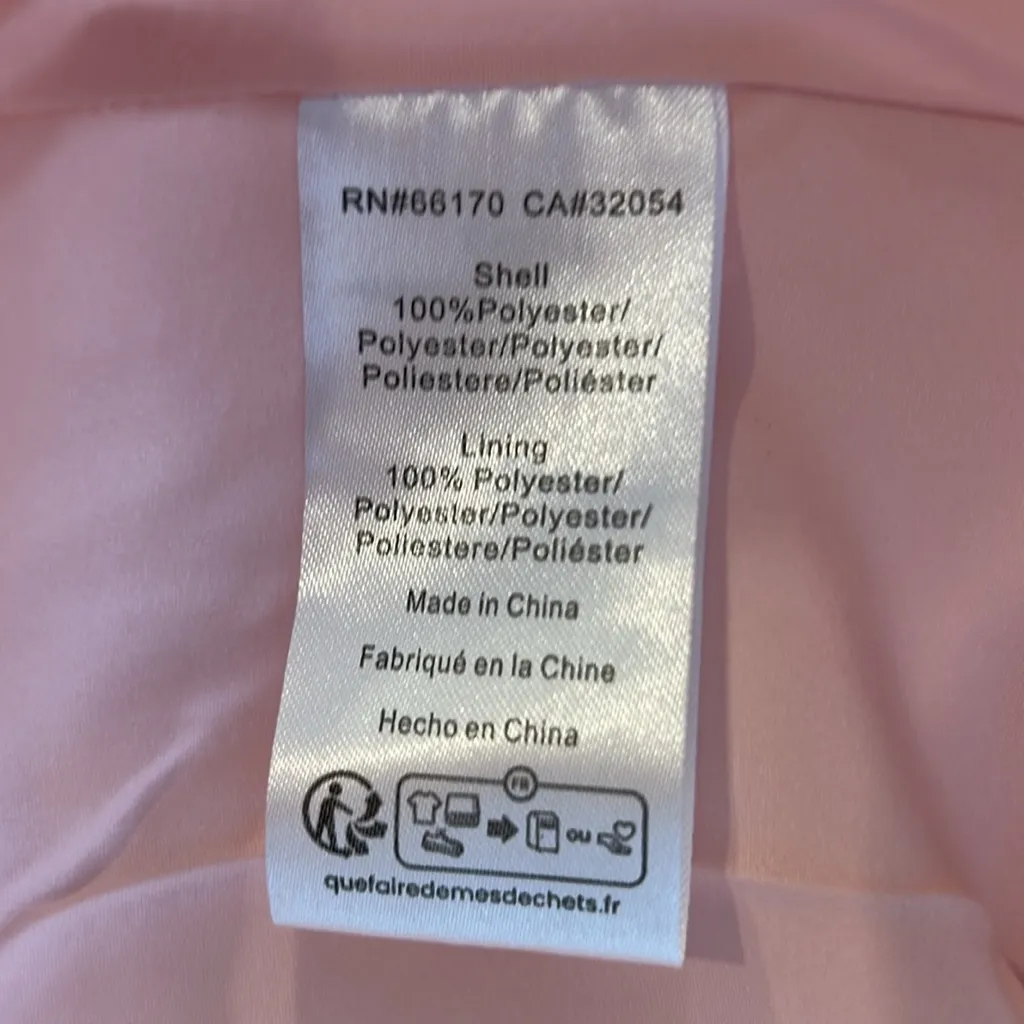 RN#66170 CA#32054
Shell
100%Polyester/
Polyester/Polyester/
Poliestere/Poliéster
Lining
100% Polyester/
Polyester/Polyester/
Poliestere/Poliéster
Made in China
Fabriqué en la Chine
Hecho en China
FR
OU
quefairedemesdechets.fr